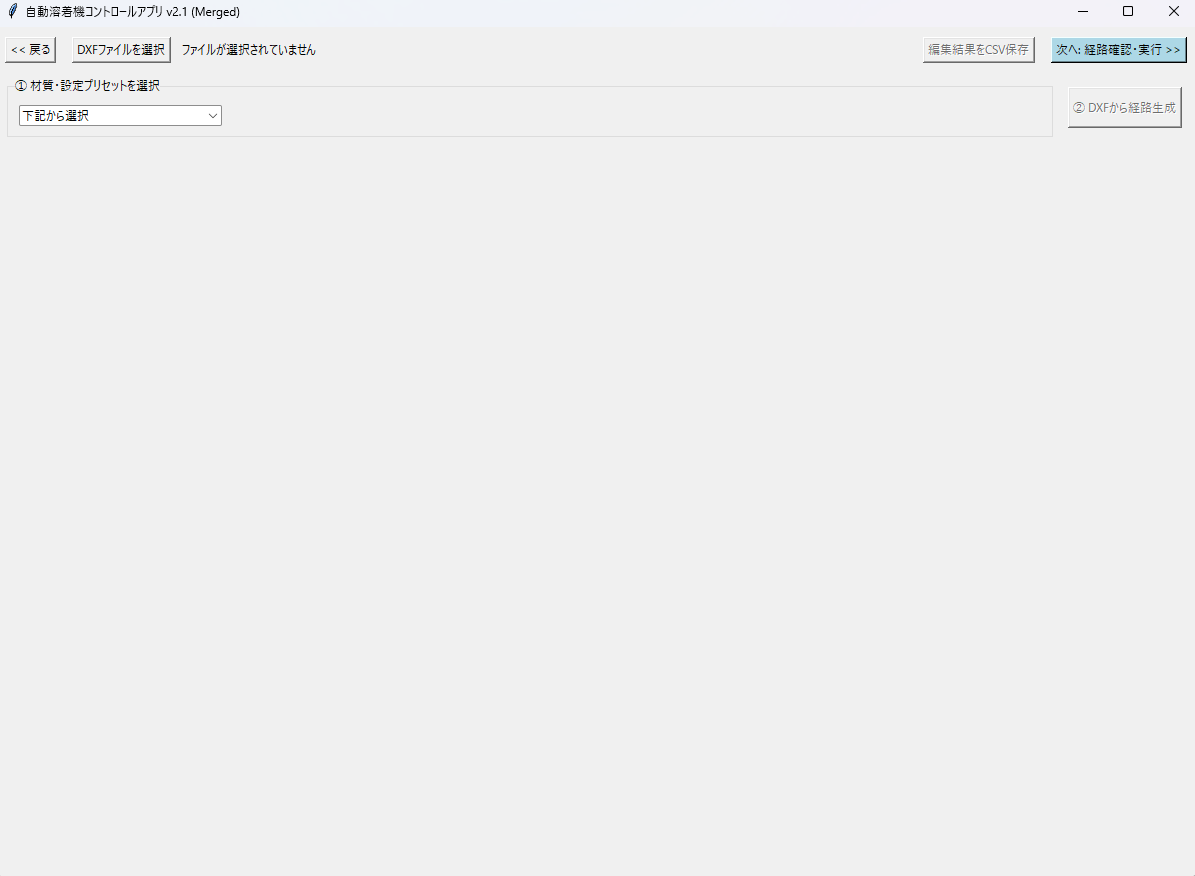 自動溶着機コントロールアプリ v2.1 (Merged)
<< 戻る DXFファイルを選択 ファイルが選択されていません 編集結果をCSV保存 次へ: 経路確認・実行 >>
① 材質・設定プリセットを選択
下記から選択 ② DXFから経路生成